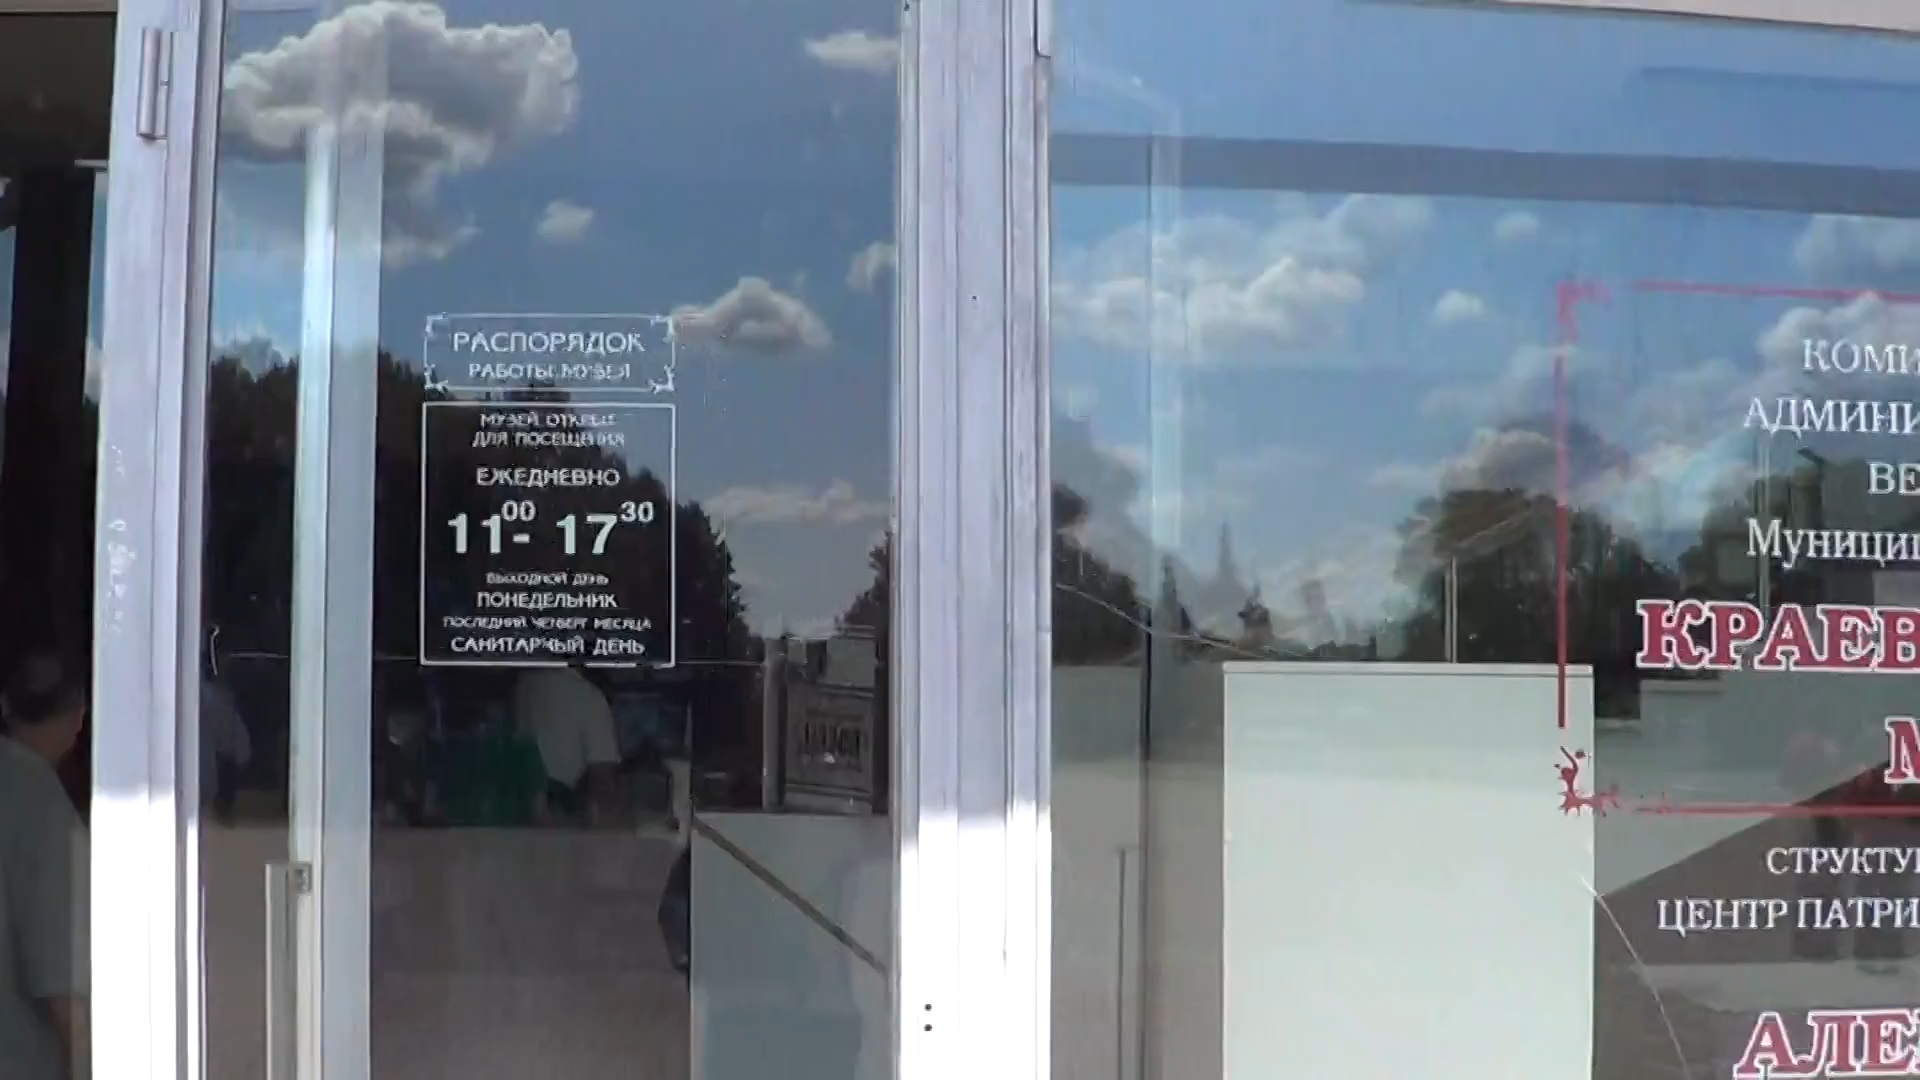 РАСПОРЯДОК
РАБОТЫ МУЗЕЯ
МУЗЕЙ ОТКРЫТ
ДЛЯ ПОСЕЩЕНИЯ
ЕЖЕДНЕВНО
11⁰⁰- 17³⁰
ВЫХОДНОЙ ДЕНЬ
ПОНЕДЕЛЬНИК
ПОСЛЕДНИЙ ЧЕТВЕРГ МЕСЯЦА
САНИТАРНЫЙ ДЕНЬ
КОМИ
АДМИНИ
ВЕ
Муници
КРАЕВ
М
СТРУКТУ
ЦЕНТР ПАТРИ
АЛЕ